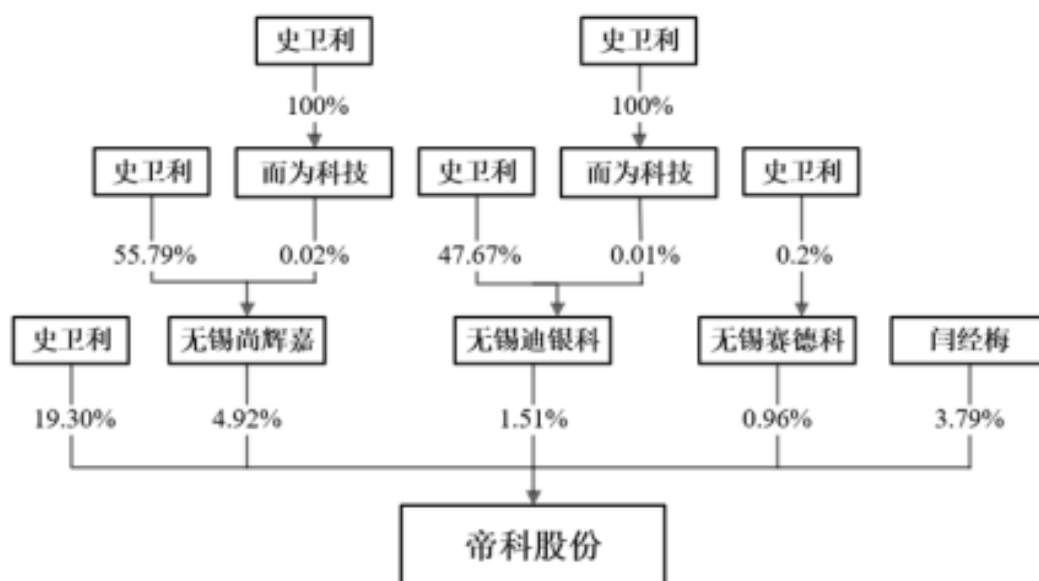 史卫利 史卫利
100% 100%
史卫利 而为科技 史卫利 而为科技 史卫利
55.79% 0.02% 47.67% 0.01% 0.2%
史卫利 无锡尚辉嘉 无锡迪银科 无锡赛德科 闫经梅
19.30% 4.92% 1.51% 0.96% 3.79%
帝科股份